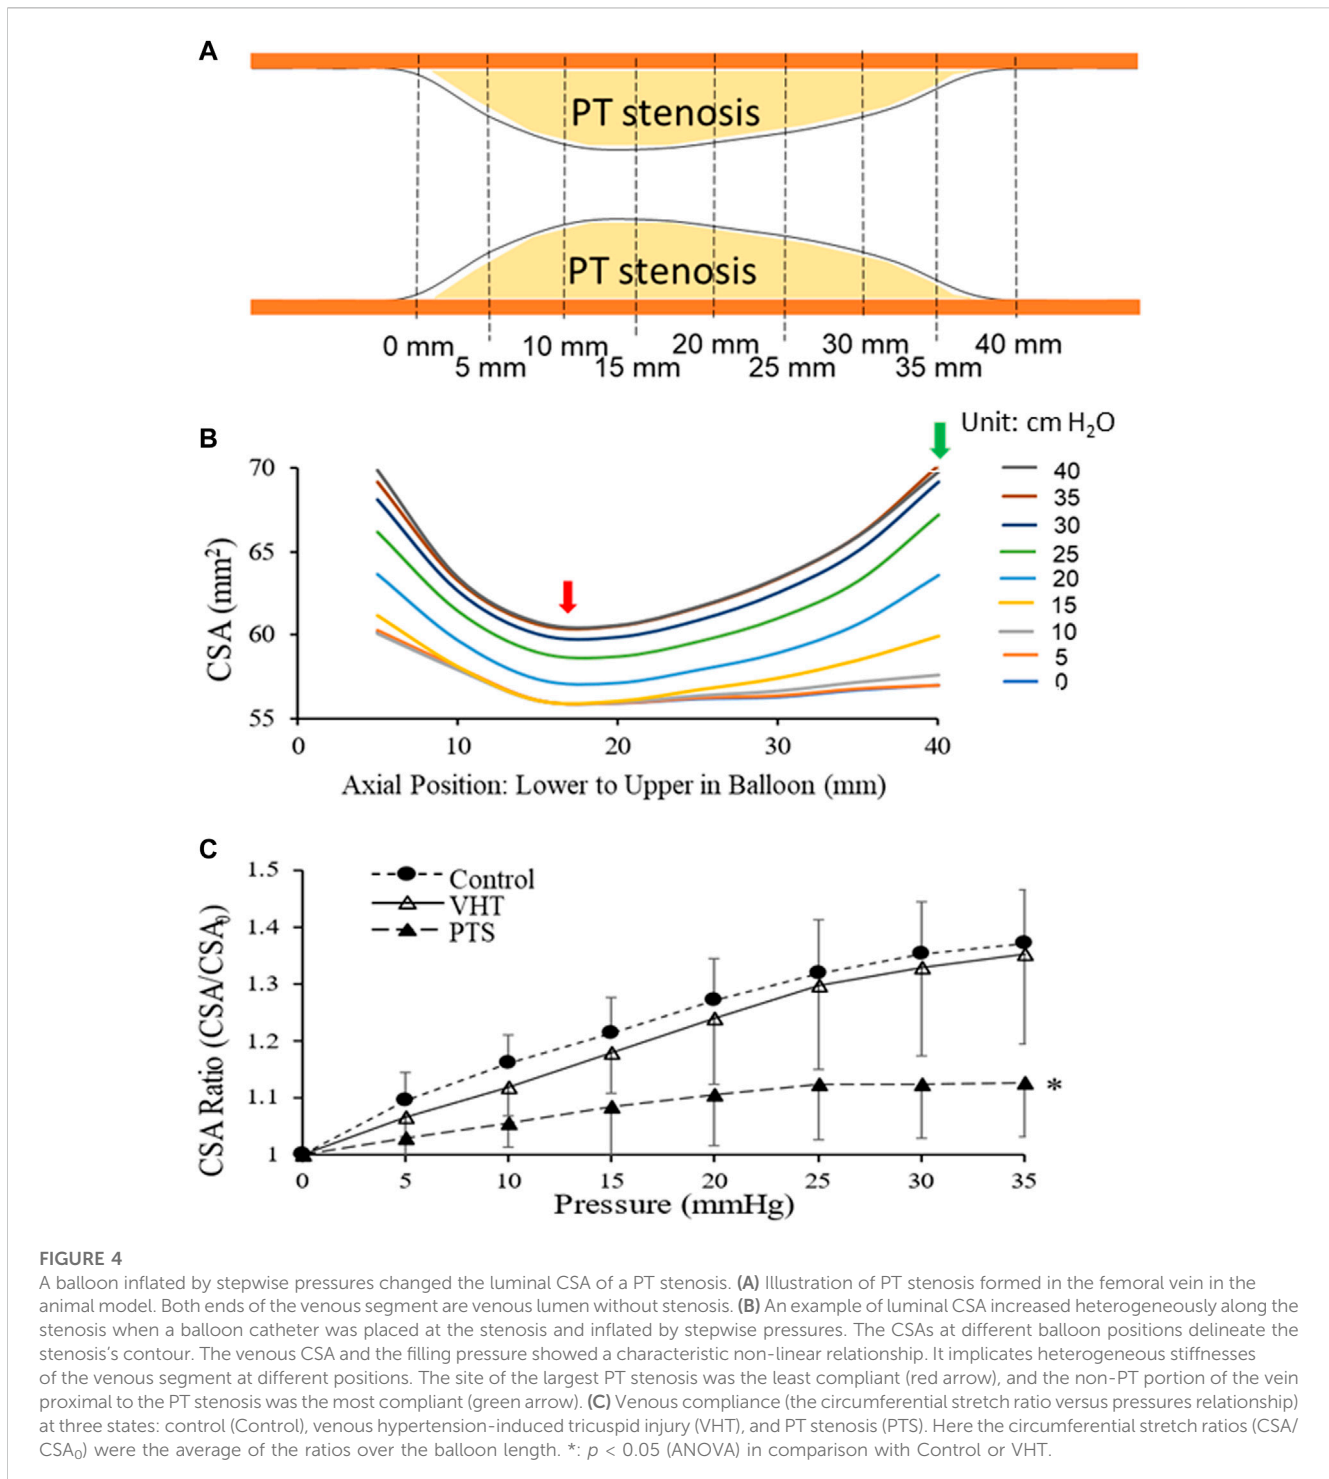 A
PT stenosis
PT stenosis
0 mm
5 mm
10 mm
15 mm
20 mm
25 mm
30 mm
35 mm
40 mm
B
Unit: cm H₂O
CSA (mm²)
70
65
60
55
0
10
20
30
40
Axial Position: Lower to Upper in Balloon (mm)
40
35
30
25
20
15
10
5
0
C
CSA Ratio (CSA/CSA₀)
1.5
1.4
1.3
1.2
1.1
1
Control
VHT
PTS
*
0
5
10
15
20
25
30
35
Pressure (mmHg)
FIGURE 4
A balloon inflated by stepwise pressures changed the luminal CSA of a PT stenosis. (A) Illustration of PT stenosis formed in the femoral vein in the
animal model. Both ends of the venous segment are venous lumen without stenosis. (B) An example of luminal CSA increased heterogeneously along the
stenosis when a balloon catheter was placed at the stenosis and inflated by stepwise pressures. The CSAs at different balloon positions delineate the
stenosis's contour. The venous CSA and the filling pressure showed a characteristic non-linear relationship. It implicates heterogeneous stiffnesses
of the venous segment at different positions. The site of the largest PT stenosis was the least compliant (red arrow), and the non-PT portion of the vein
proximal to the PT stenosis was the most compliant (green arrow). (C) Venous compliance (the circumferential stretch ratio versus pressures relationship)
at three states: control (Control), venous hypertension-induced tricuspid injury (VHT), and PT stenosis (PTS). Here the circumferential stretch ratios (CSA/
CSA₀) were the average of the ratios over the balloon length. *: p < 0.05 (ANOVA) in comparison with Control or VHT.